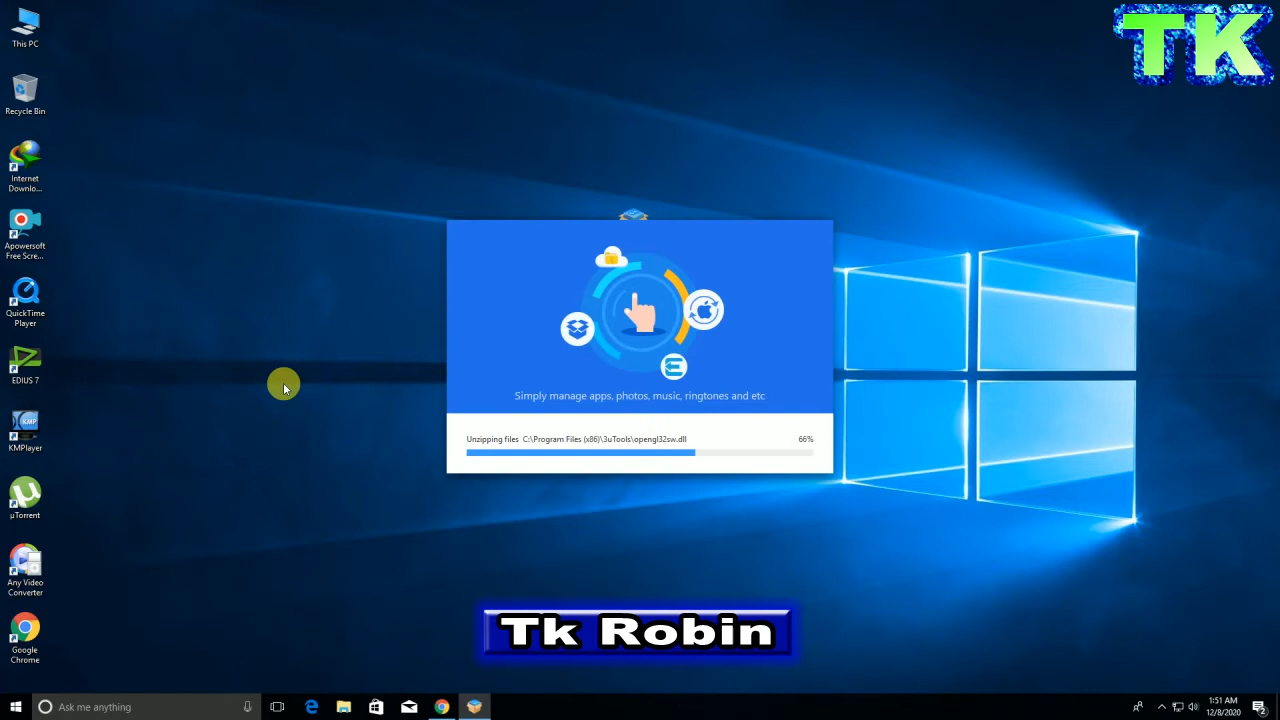 This PC
Recycle Bin
Internet
Downlo...
Apowersoft
Free Scre...
QuickTime
Player
EDIUS 7
KMP
KMPlayer
µTorrent
Any Video
Converter
Google
Chrome
TK
Simply manage apps, photos, music, ringtones and etc
Unzipping files C:\Program Files (x86)\3uTools\opengl32sw.dll 66%
Tk Robin
Ask me anything
1:51 AM
12/8/2020
2